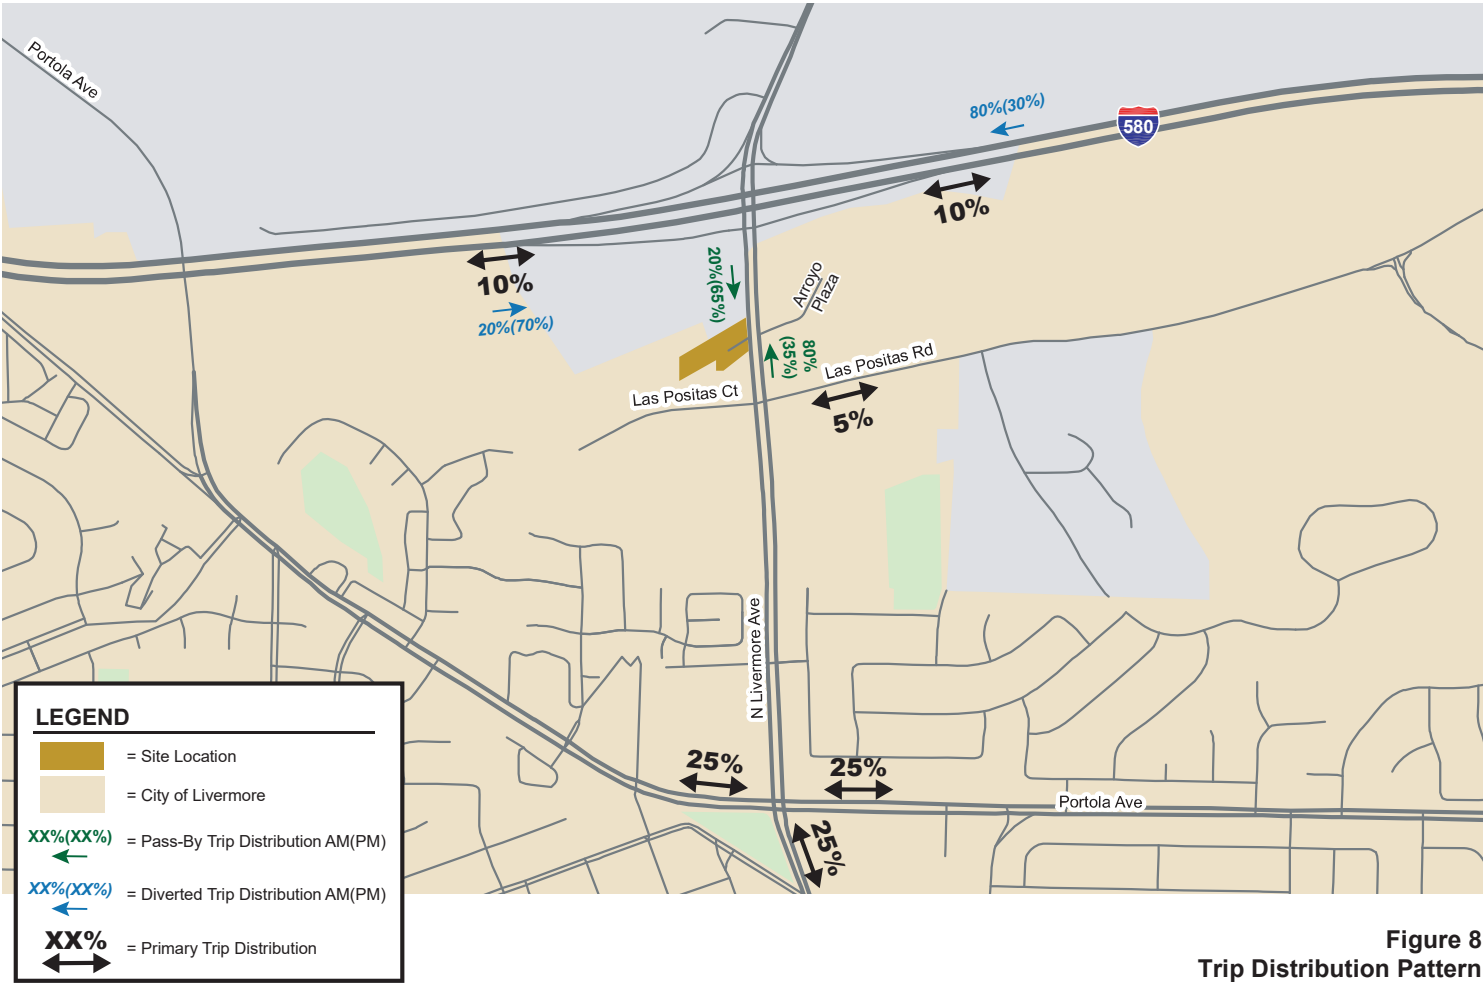 Portola Ave
80%(30%)
580
10%
10%
20%(70%)
20%(65%)
Arroyo
Plaza
80%
(35%)
Las Positas Rd
Las Positas Ct
5%
N Livermore Ave
25%
25%
Portola Ave
25%
LEGEND
= Site Location
= City of Livermore
XX%(XX%)
= Pass-By Trip Distribution AM(PM)
XX%(XX%)
= Diverted Trip Distribution AM(PM)
XX%
= Primary Trip Distribution
Figure 8
Trip Distribution Pattern